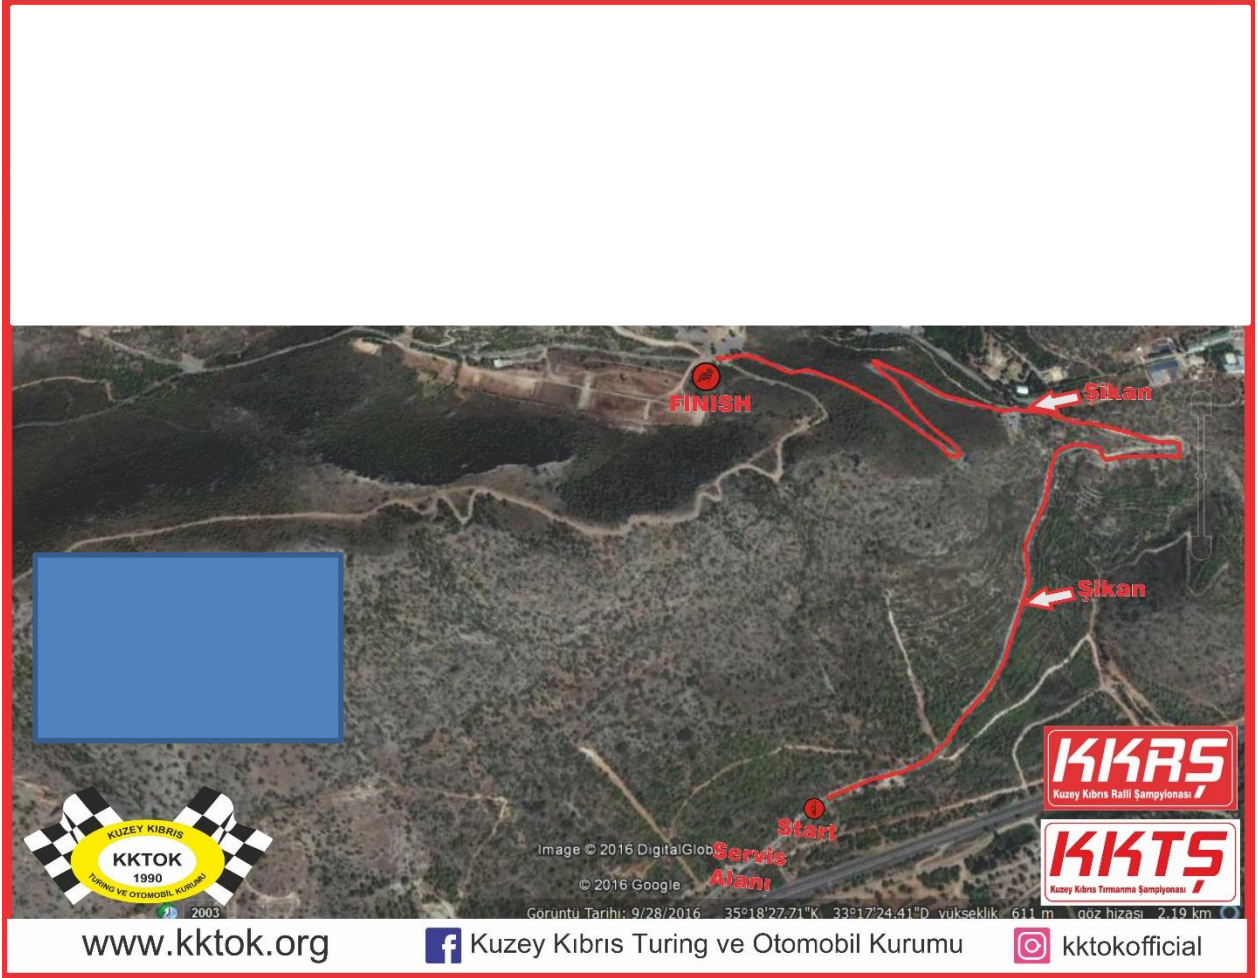 FINISH
Şikan
Şikan
Start
Servis
Alanı
KKRŞ
Kuzey Kıbrıs Ralli Şampiyonası
KKTŞ
Kuzey Kıbrıs Tırmanma Şampiyonası
KUZEY KIBRIS
KKTOK
1990
TURING VE OTOMOBİL KURUMU
Image © 2016 DigitalGlob
© 2016 Google
2003
Görüntü Tarihi: 9/28/2016 35°18'27.71"K 33°17'24.41"D yükseklik 611 m göz hizası 2.19 km
www.kktok.org
Kuzey Kıbrıs Turing ve Otomobil Kurumu
kktokofficial